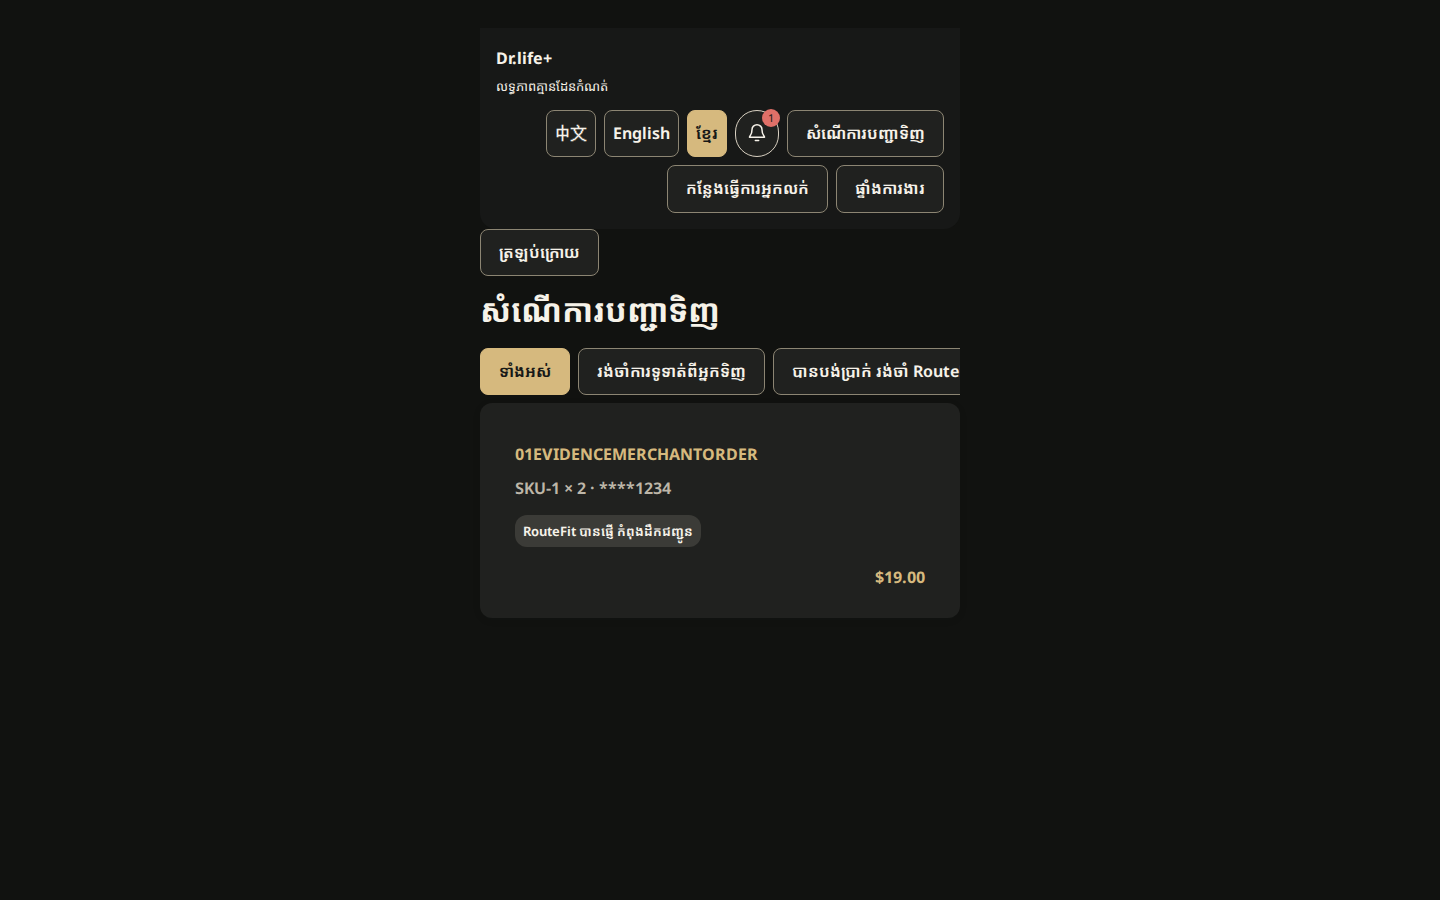 Dr.life+
លទ្ធភាពគ្មានដែនកំណត់
中文 English ខ្មែរ 1 សំណើការបញ្ជាទិញ
កន្លែងធ្វើការអ្នកលក់ ផ្ទាំងការងារ
ត្រឡប់ក្រោយ
សំណើការបញ្ជាទិញ
ទាំងអស់ រង់ចាំការទូទាត់ពីអ្នកទិញ បានបង់ប្រាក់ រង់ចាំ Route
01EVIDENCEMERCHANTORDER
SKU-1 × 2 · ****1234
RouteFit បានផ្ញើ កំពុងដឹកជញ្ជូន
$19.00